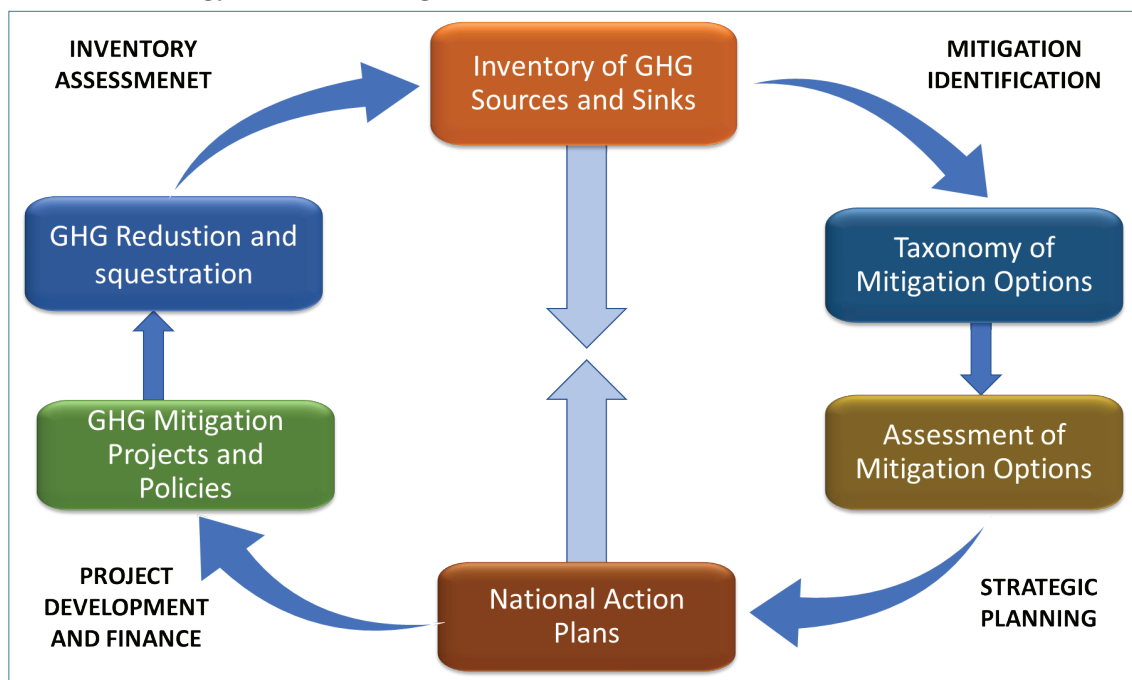 INVENTORY
ASSESSMENET
Inventory of GHG
Sources and Sinks
MITIGATION
IDENTIFICATION
GHG Redustion and
squestration
Taxonomy of
Mitigation Options
GHG Mitigation
Projects and
Policies
Assessment of
Mitigation Options
PROJECT
DEVELOPMENT
AND FINANCE
National Action
Plans
STRATEGIC
PLANNING